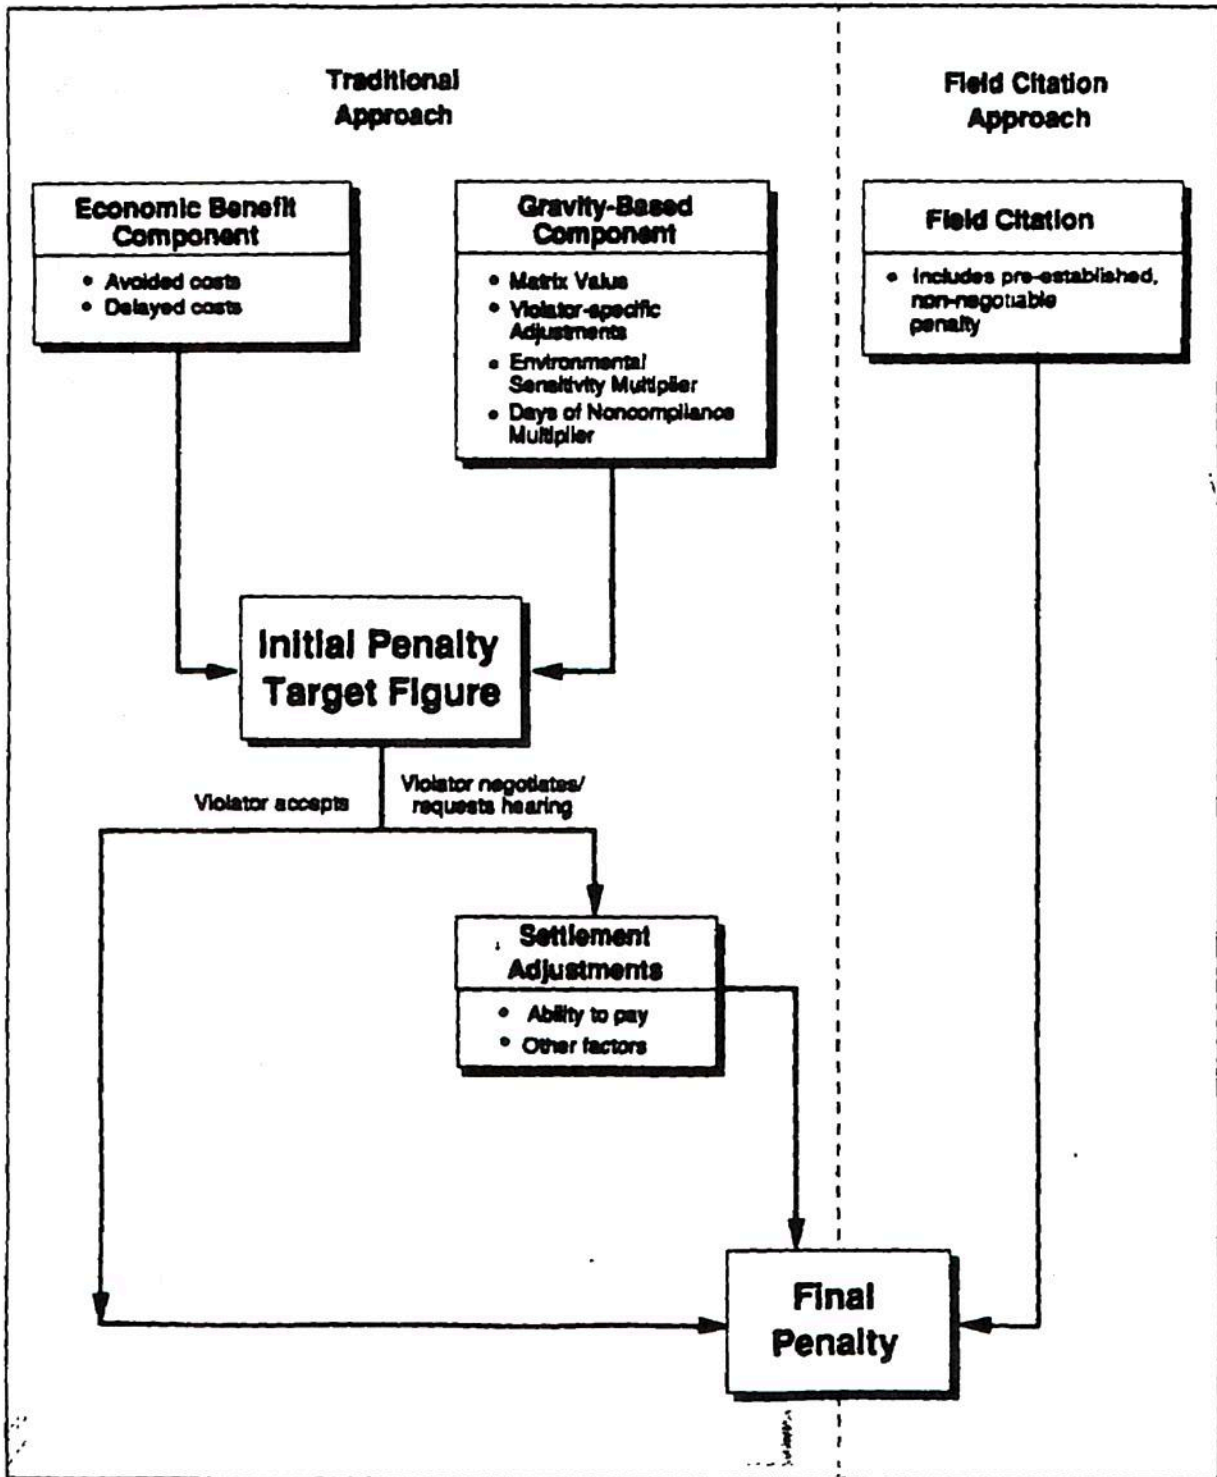 Traditional
Approach
Field Citation
Approach
Economic Benefit
Component
• Avoided costs
• Delayed costs
Gravity-Based
Component
• Matrix Value
• Violator-specific
Adjustments
• Environmental
Sensitivity Multiplier
• Days of Noncompliance
Multiplier
Field Citation
• Includes pre-established,
non-negotiable
penalty
Initial Penalty
Target Figure
Violator accepts
Violator negotiates/
requests hearing
Settlement
Adjustments
• Ability to pay
• Other factors
Final
Penalty